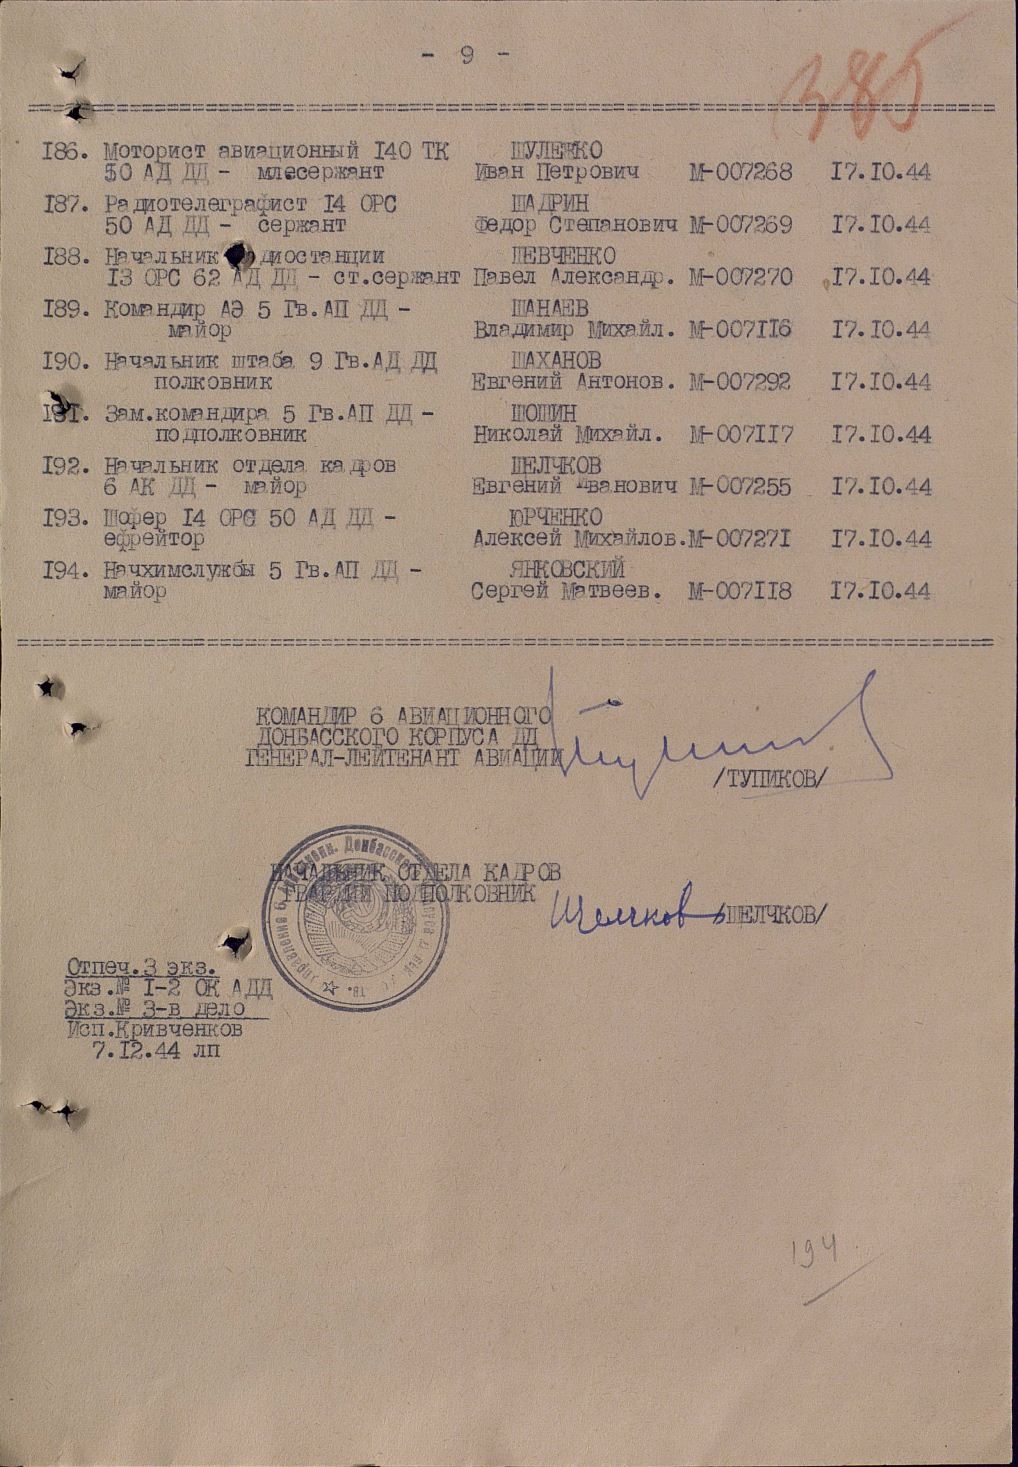 - 9 -
385
186. Моторист авиационный 140 ТК ШУЛЕЖКО
50 АД ДД - млесержант Иван Петрович М-007268 17.10.44
187. Радиотелеграфист 14 ОРС ШАДРИН
50 АД ДД - сержант Федор Степанович М-007269 17.10.44
188. Начальник диостанции ШЕВЧЕНКО
13 ОРС 62 АД ДД - ст.сержант Павел Александр. М-007270 17.10.44
189. Командир АЭ 5 Гв.АП ДД - ШАНАЕВ
майор Владимир Михайл. М-007116 17.10.44
190. Начальник штаба 9 Гв.АД ДД ШАХАНОВ
полковник Евгений Антонов. М-007292 17.10.44
191. Зам.командира 5 Гв.АП ДД - ШОШИН
подполковник Николай Михайл. М-007117 17.10.44
192. Начальник отдела кадров ШЕЛЧКОВ
6 АК ДД - майор Евгений Иванович М-007255 17.10.44
193. Шофер 14 ОРС 50 АД ДД - ЮРЧЕНКО
ефрейтор Алексей Михайлов. М-007271 17.10.44
194. Начхимслужбы 5 Гв.АП ДД - ЯНКОВСКИЙ
майор Сергей Матвеев. М-007118 17.10.44
КОМАНДИР 6 АВИАЦИОННОГО
ДОНБАССКОГО КОРПУСА ДД
ГЕНЕРАЛ-ЛЕЙТЕНАНТ АВИАЦИИ
/ТУПИКОВ/
НАЧАЛЬНИК ОТДЕЛА КАДРОВ
ГВАРДИИ ПОДПОЛКОВНИК
Щелчков /ШЕЛЧКОВ/
Управление 6 Донбасского
Отпеч.3 экз.
Экз.№ 1-2 ОК АДД
Экз.№ 3-в дело
Исп.Кривченков
7.12.44 лп
194